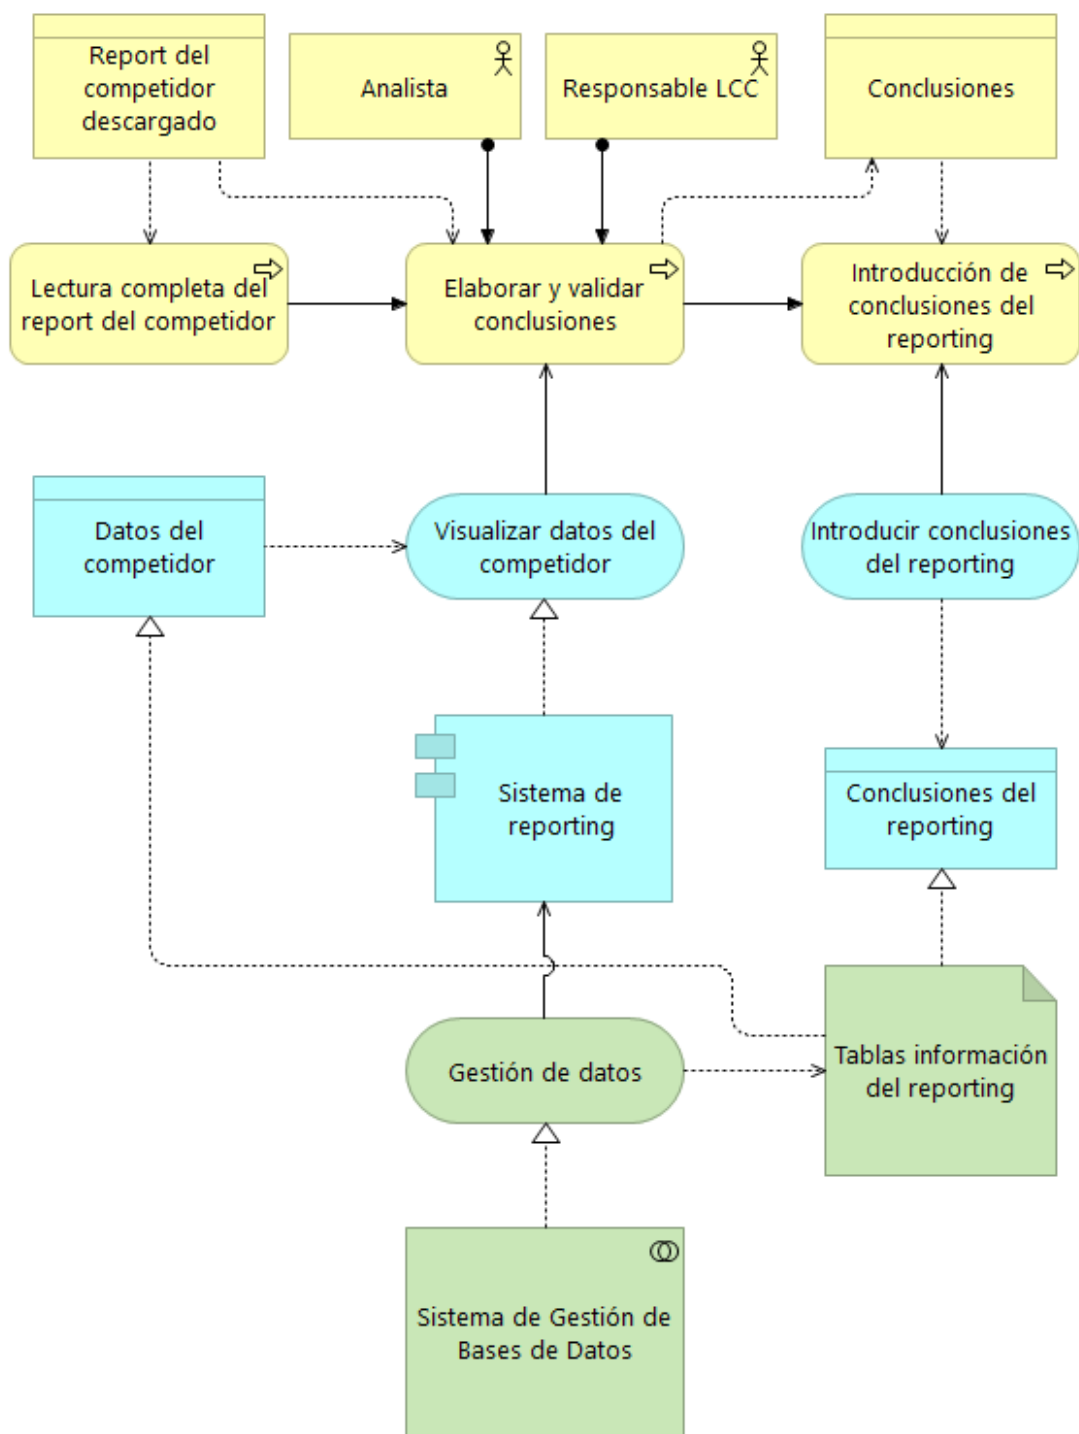 Report del
competidor
descargado
Analista
Responsable LCC
Conclusiones
Lectura completa del
report del competidor
Elaborar y validar
conclusiones
Introducción de
conclusiones del
reporting
Datos del
competidor
Visualizar datos del
competidor
Introducir conclusiones
del reporting
Sistema de
reporting
Conclusiones del
reporting
Gestión de datos
Tablas información
del reporting
Sistema de Gestión de
Bases de Datos